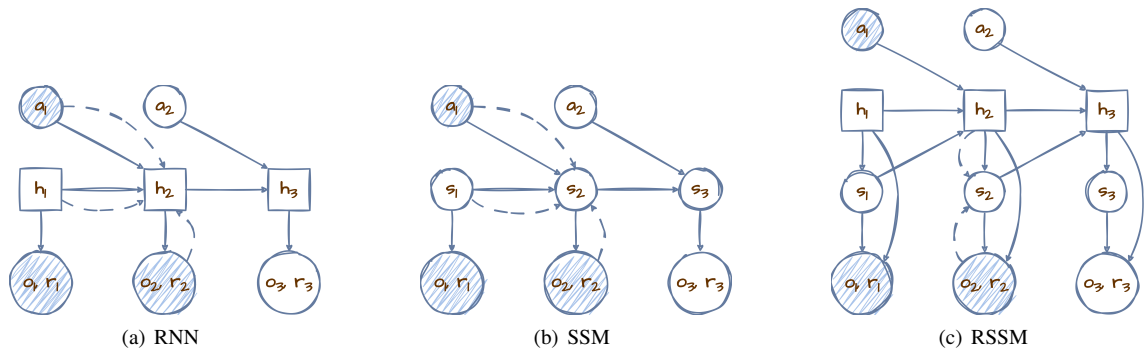 a₁ a₂
h₁ h₂ h₃
o₁, r₁ o₂, r₂ o₃, r₃
(a) RNN
a₁ a₂
s₁ s₂ s₃
o₁, r₁ o₂, r₂ o₃, r₃
(b) SSM
a₁ a₂
h₁ h₂ h₃
s₁ s₂ s₃
o₁, r₁ o₂, r₂ o₃, r₃
(c) RSSM